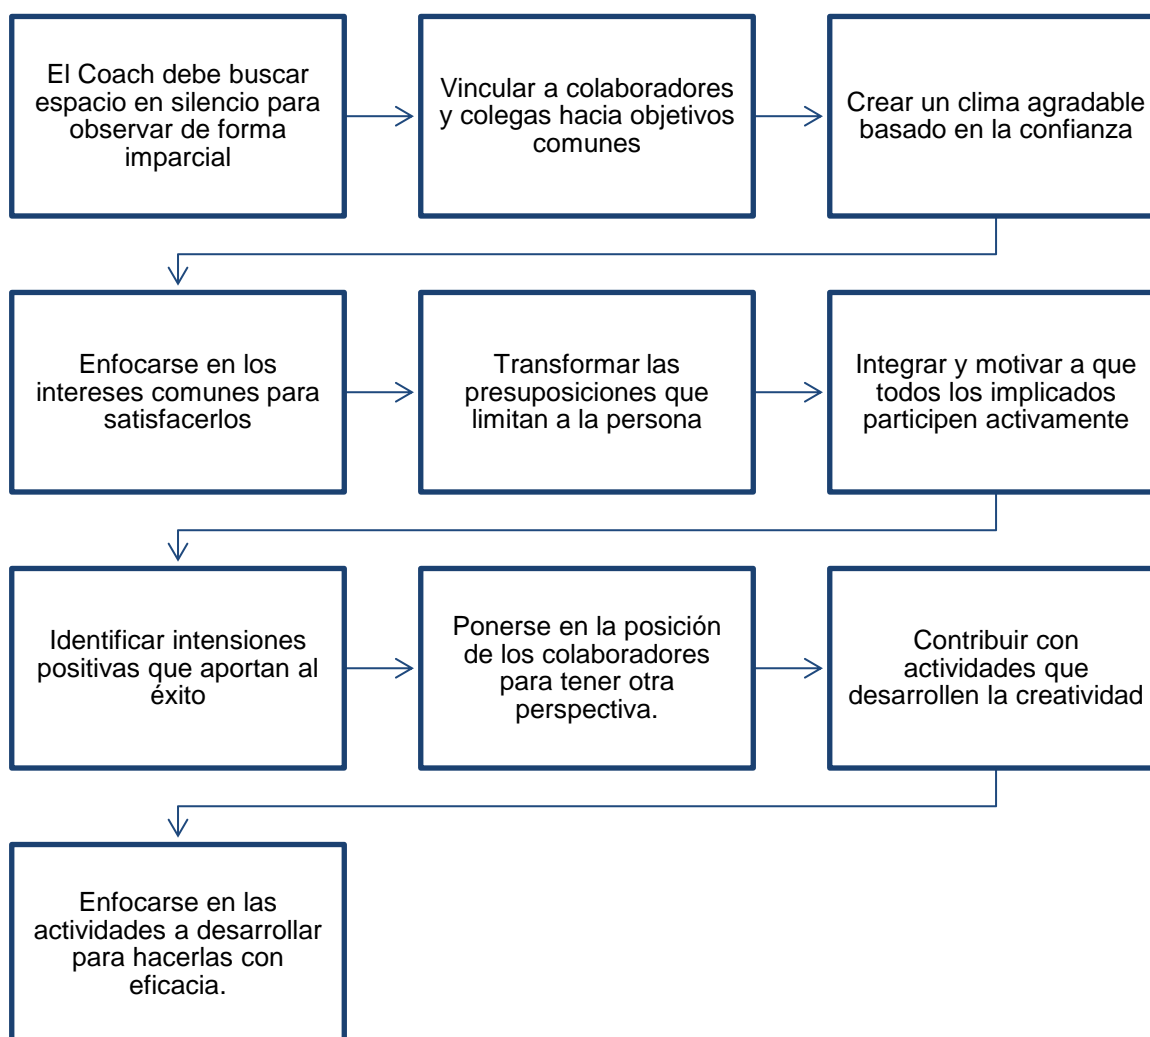 El Coach debe buscar
espacio en silencio para
observar de forma
imparcial
Vincular a colaboradores
y colegas hacia objetivos
comunes
Crear un clima agradable
basado en la confianza
Enfocarse en los
intereses comunes para
satisfacerlos
Transformar las
presuposiciones que
limitan a la persona
Integrar y motivar a que
todos los implicados
participen activamente
Identificar intensiones
positivas que aportan al
éxito
Ponerse en la posición
de los colaboradores
para tener otra
perspectiva.
Contribuir con
actividades que
desarrollen la creatividad
Enfocarse en las
actividades a desarrollar
para hacerlas con
eficacia.